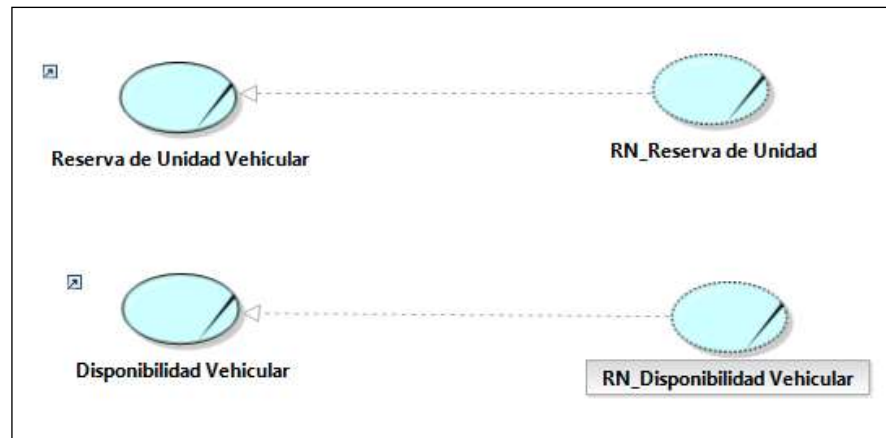 Reserva de Unidad Vehicular
RN_Reserva de Unidad
Disponibilidad Vehicular
RN_Disponibilidad Vehicular